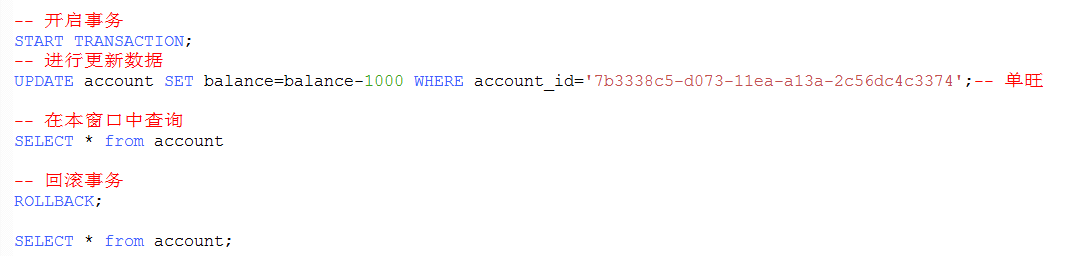 -- 开启事务
START TRANSACTION;
-- 进行更新数据
UPDATE account SET balance=balance-1000 WHERE account_id='7b3338c5-d073-11ea-a13a-2c56dc4c3374';-- 单旺
-- 在本窗口中查询
SELECT * from account
-- 回滚事务
ROLLBACK;
SELECT * from account;